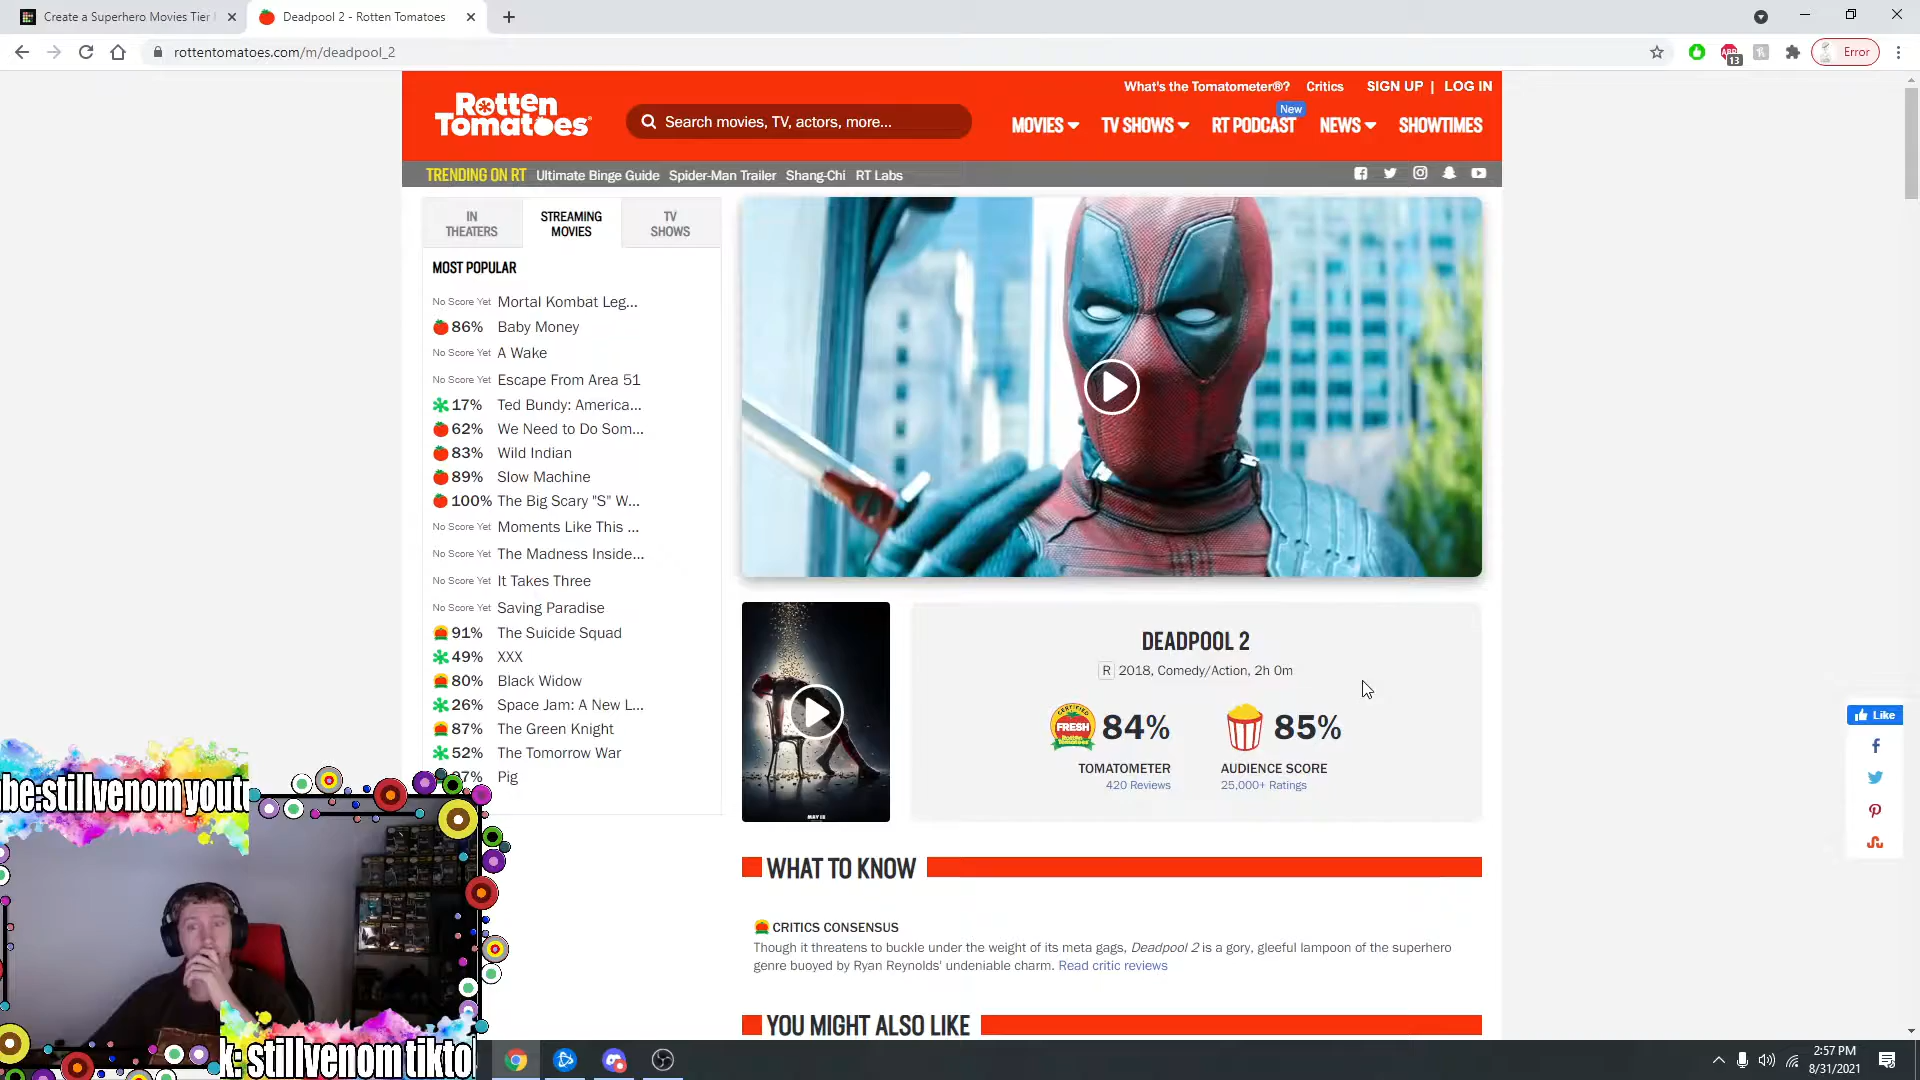 Create a Superhero Movies Tier
Deadpool 2 - Rotten Tomatoes
rottentomatoes.com/m/deadpool_2
13
Error
What's the Tomatometer®? Critics SIGN UP | LOG IN
Rotten Tomatoes
Search movies, TV, actors, more...
New
MOVIES TV SHOWS RT PODCAST NEWS SHOWTIMES
TRENDING ON RT Ultimate Binge Guide Spider-Man Trailer Shang-Chi RT Labs
IN THEATERS
STREAMING MOVIES
TV SHOWS
MOST POPULAR
No Score Yet Mortal Kombat Leg...
86% Baby Money
No Score Yet A Wake
No Score Yet Escape From Area 51
17% Ted Bundy: America...
62% We Need to Do Som...
83% Wild Indian
89% Slow Machine
100% The Big Scary "S" W...
No Score Yet Moments Like This ...
No Score Yet The Madness Inside...
No Score Yet It Takes Three
No Score Yet Saving Paradise
91% The Suicide Squad
49% XXX
80% Black Widow
26% Space Jam: A New L...
87% The Green Knight
52% The Tomorrow War
Pig
DEADPOOL 2
R 2018, Comedy/Action, 2h 0m
CERTIFIED FRESH Rotten Tomatoes
84% 85%
TOMATOMETER AUDIENCE SCORE
420 Reviews 25,000+ Ratings
MAY 18
Like
WHAT TO KNOW
CRITICS CONSENSUS
Though it threatens to buckle under the weight of its meta gags, Deadpool 2 is a gory, gleeful lampoon of the superhero
genre buoyed by Ryan Reynolds' undeniable charm. Read critic reviews
YOU MIGHT ALSO LIKE
be:stillvenom yout
k: stillvenom tikto
2:57 PM
8/31/2021